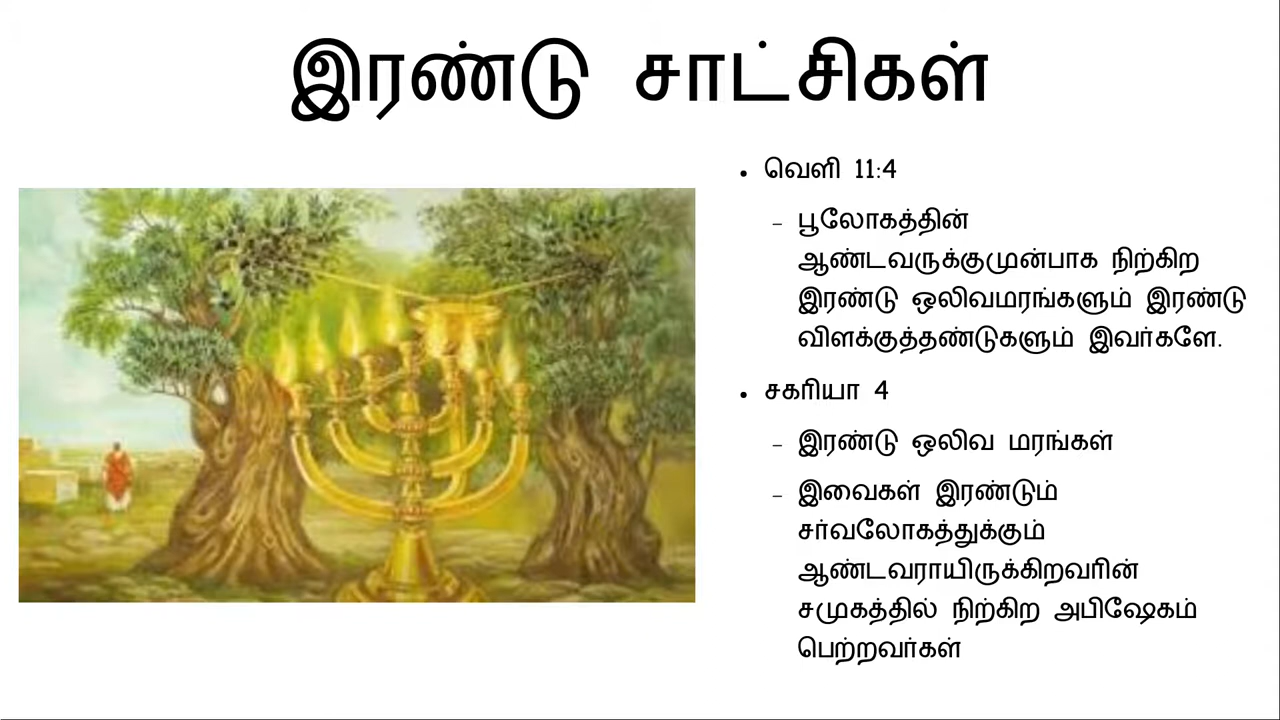 இரண்டு சாட்சிகள்
• வெளி 11:4
– பூலோகத்தின்
ஆண்டவருக்குமுன்பாக நிற்கிற
இரண்டு ஒலிவமரங்களும் இரண்டு
விளக்குத்தண்டுகளும் இவர்களே.
• சகரியா 4
– இரண்டு ஒலிவ மரங்கள்
– இவைகள் இரண்டும்
சர்வலோகத்துக்கும்
ஆண்டவராயிருக்கிறவரின்
சமுகத்தில் நிற்கிற அபிஷேகம்
பெற்றவர்கள்